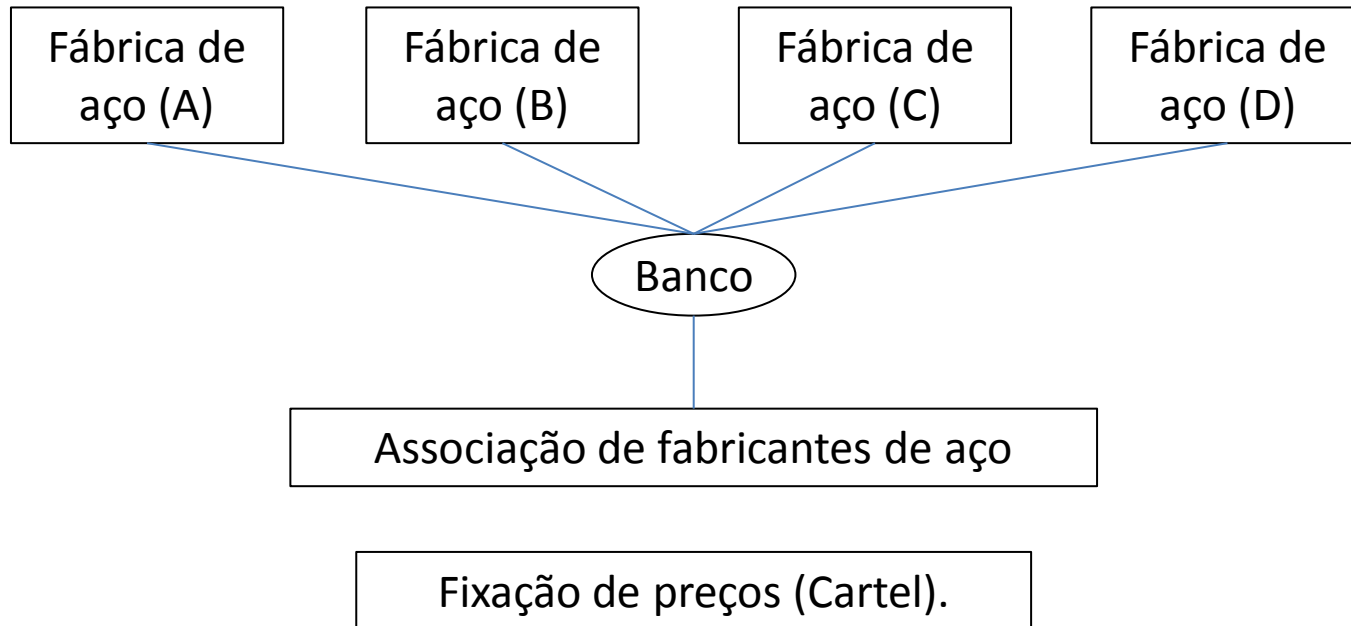 Fábrica de
aço (A)
Fábrica de
aço (B)
Fábrica de
aço (C)
Fábrica de
aço (D)
Banco
Associação de fabricantes de aço
Fixação de preços (Cartel).